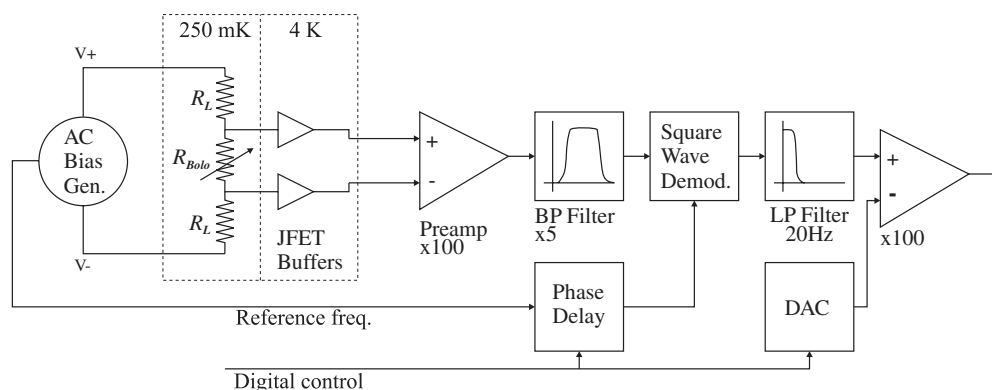 250 mK
4 K
V+
R_L
AC
Bias
Gen.
R_Bolo
R_L
V-
JFET
Buffers
+
-
Preamp
x100
BP Filter
x5
Square
Wave
Demod.
LP Filter
20Hz
+
-
x100
Phase
Delay
DAC
Reference freq.
Digital control